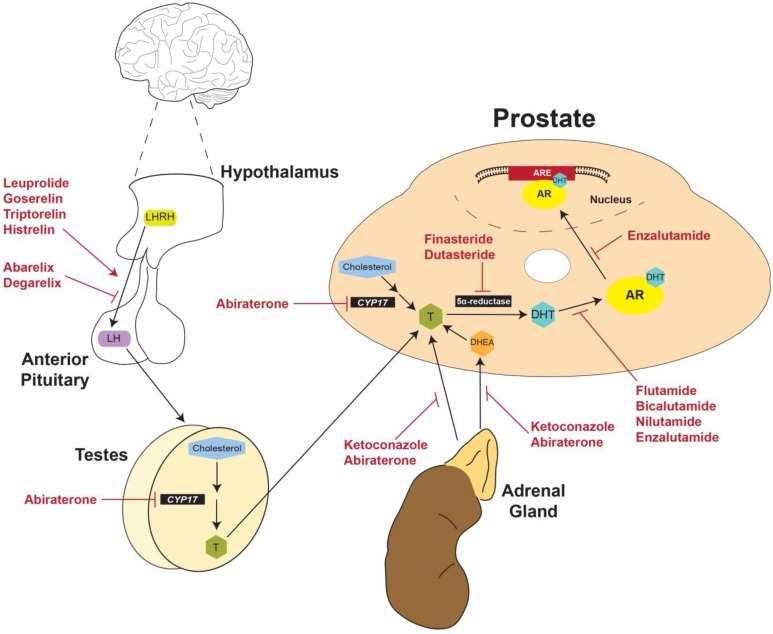 Prostate
Hypothalamus
ARE
DHT
AR
Nucleus
Leuprolide
Goserelin
Triptorelin
Histrelin
LHRH
Abarelix
Degarelix
Finasteride
Dutasteride
Enzalutamide
Cholesterol
Abiraterone
CYP17
T
5α-reductase
DHT
AR
DHT
DHEA
LH
Anterior
Pituitary
Flutamide
Bicalutamide
Nilutamide
Enzalutamide
Ketoconazole
Abiraterone
Ketoconazole
Abiraterone
Testes
Cholesterol
Abiraterone
CYP17
T
Adrenal
Gland